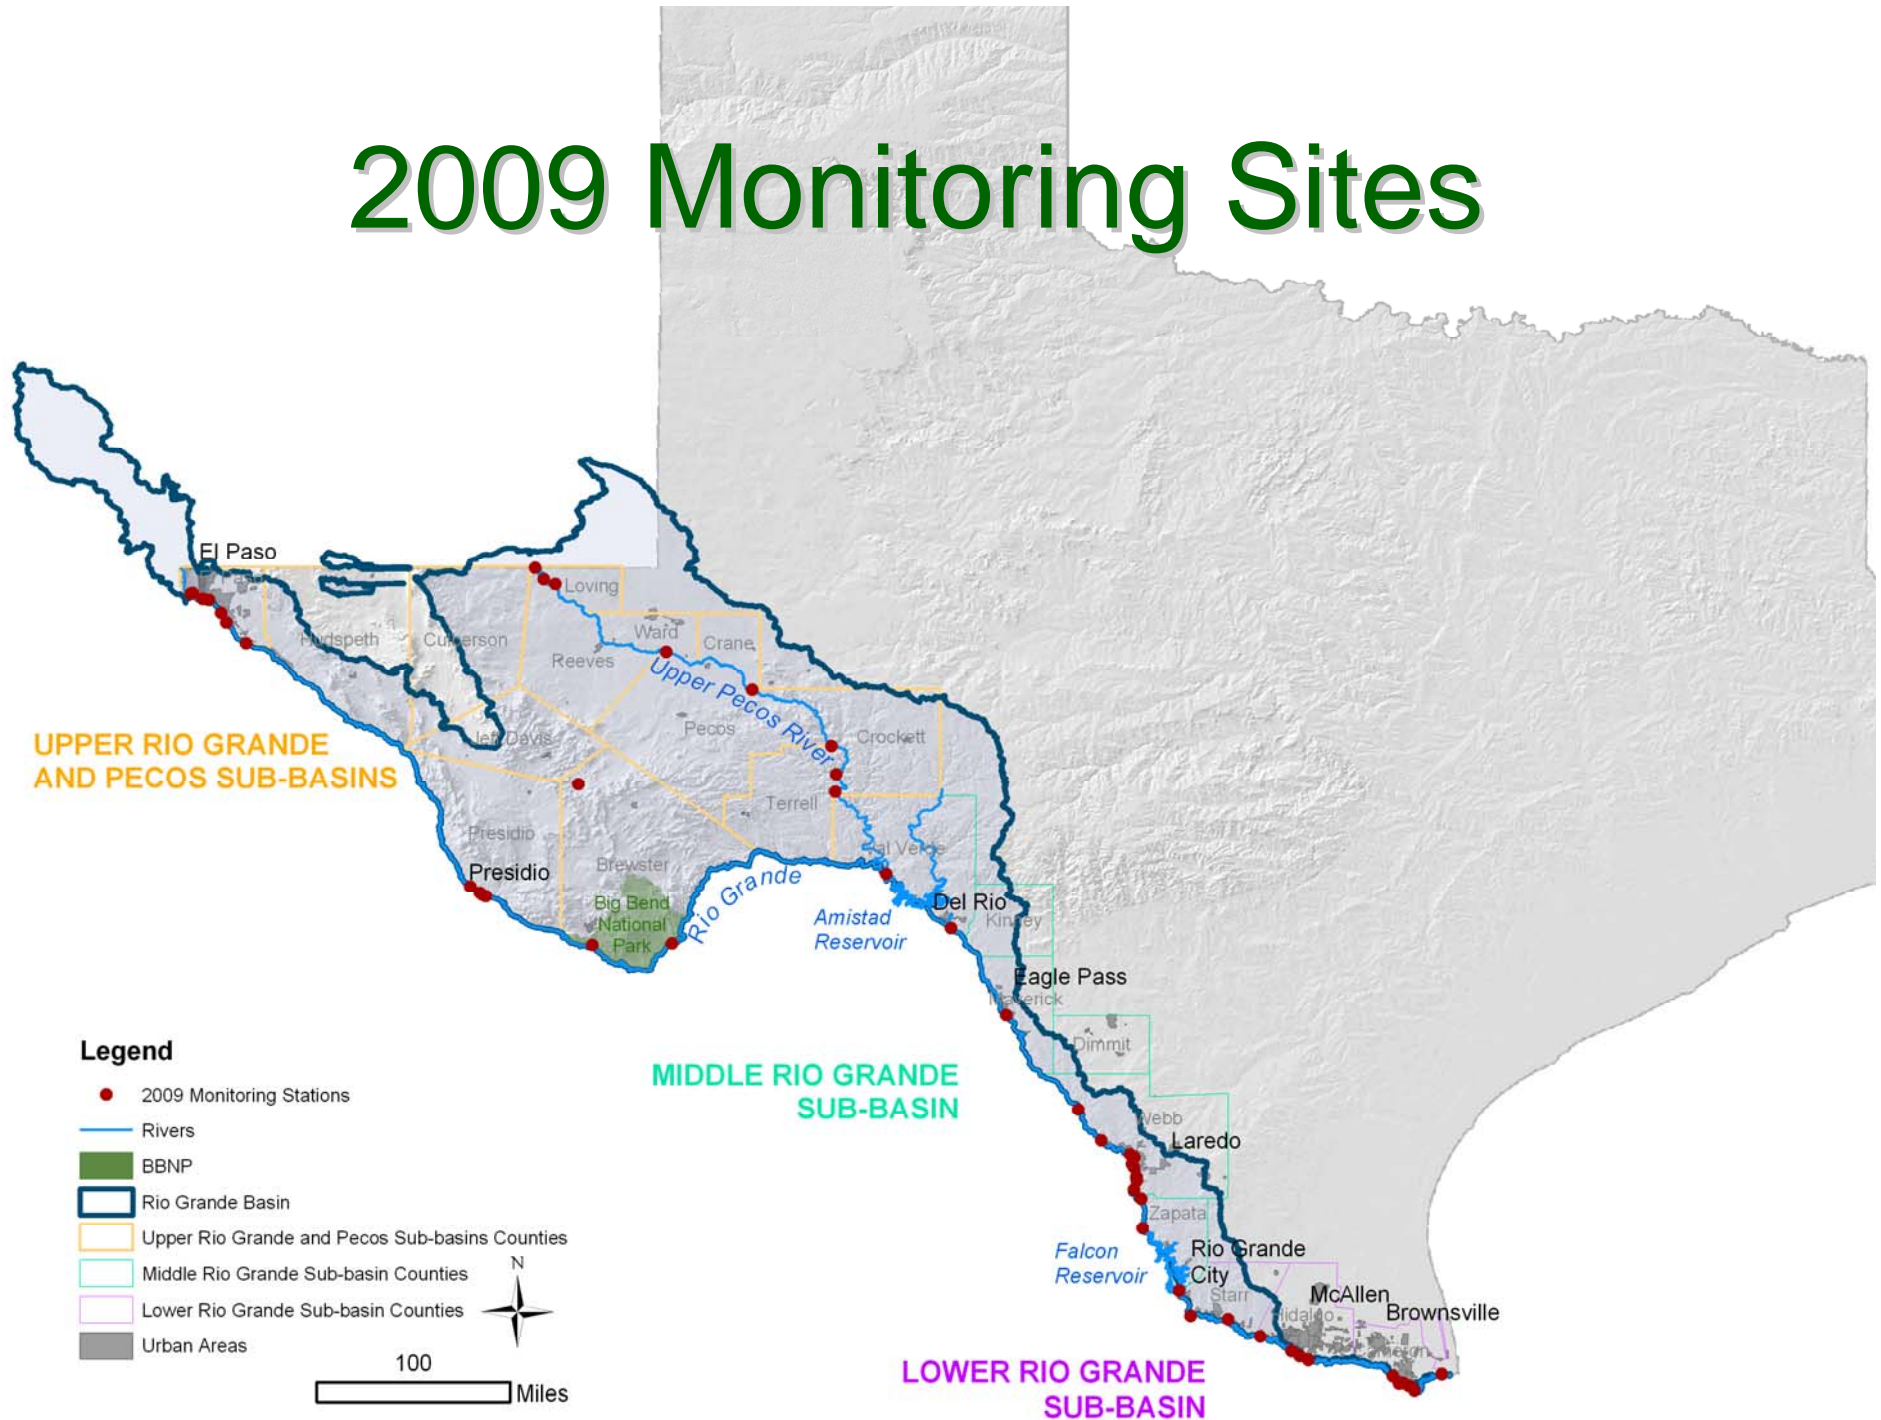 2009 Monitoring Sites
El Paso
El Paso
Loving
Hudspeth
Culberson
Ward
Crane
Reeves
Upper Pecos River
Pecos
Crockett
Jeff Davis
UPPER RIO GRANDE
AND PECOS SUB-BASINS
Terrell
Presidio
Val Verde
Presidio
Brewster
Rio Grande
Big Bend
National
Park
Del Rio
Kinney
Amistad
Reservoir
Eagle Pass
Maverick
Dimmit
MIDDLE RIO GRANDE
SUB-BASIN
Webb
Laredo
Zapata
Falcon
Reservoir
Rio Grande
City
Starr
McAllen
Hidalgo
Brownsville
Cameron
LOWER RIO GRANDE
SUB-BASIN
Legend
2009 Monitoring Stations
Rivers
BBNP
Rio Grande Basin
Upper Rio Grande and Pecos Sub-basins Counties
Middle Rio Grande Sub-basin Counties
Lower Rio Grande Sub-basin Counties
Urban Areas
N
100
Miles